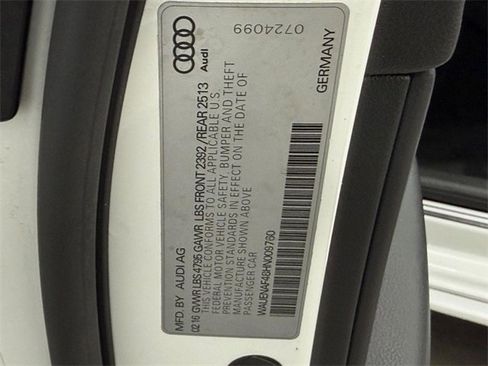 MFD. BY AUDI AG
02 16 GVWR LBS 4795 GAWR LBS FRONT 2392 / REAR 2513
THIS VEHICLE CONFORMS TO ALL APPLICABLE U.S.
FEDERAL MOTOR VEHICLE SAFETY, BUMPER AND THEFT
PREVENTION STANDARDS IN EFFECT ON THE DATE OF
MANUFACTURE SHOWN ABOVE
PASSENGER CAR
WAUENAF48HN009760
Audi
0724099
GERMANY